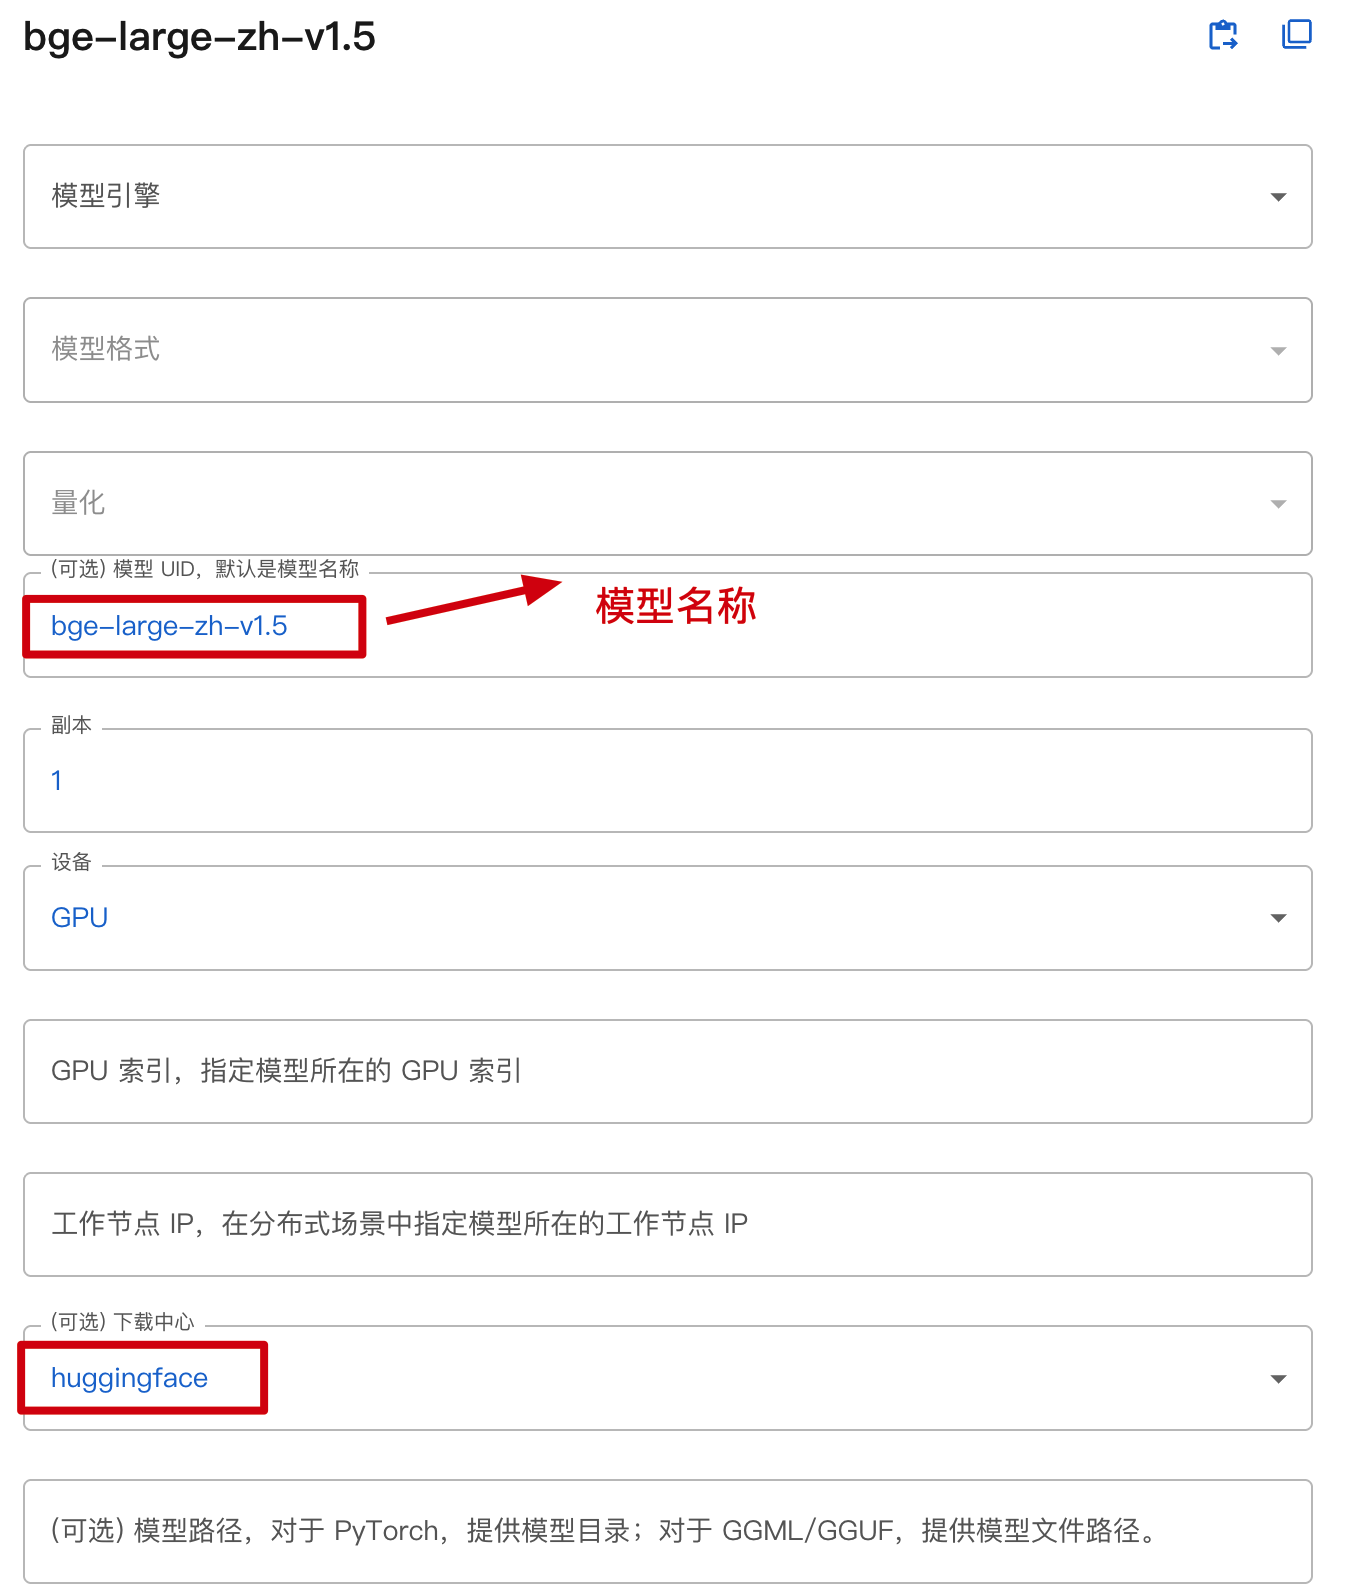 bge-large-zh-v1.5
模型引擎
模型格式
量化
(可选) 模型 UID，默认是模型名称
bge-large-zh-v1.5
模型名称
副本
1
设备
GPU
GPU 索引，指定模型所在的 GPU 索引
工作节点 IP，在分布式场景中指定模型所在的工作节点 IP
(可选) 下载中心
huggingface
(可选) 模型路径，对于 PyTorch，提供模型目录；对于 GGML/GGUF，提供模型文件路径。